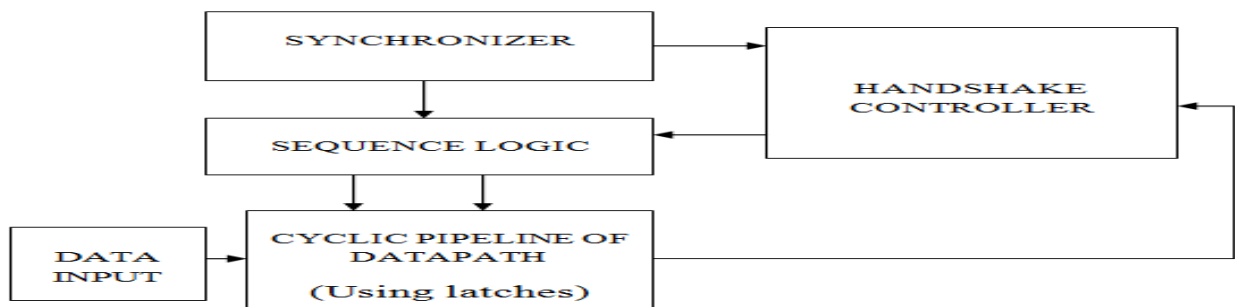 SYNCHRONIZER
HANDSHAKE
CONTROLLER
SEQUENCE LOGIC
CYCLIC PIPELINE OF
DATAPATH
(Using latches)
DATA
INPUT